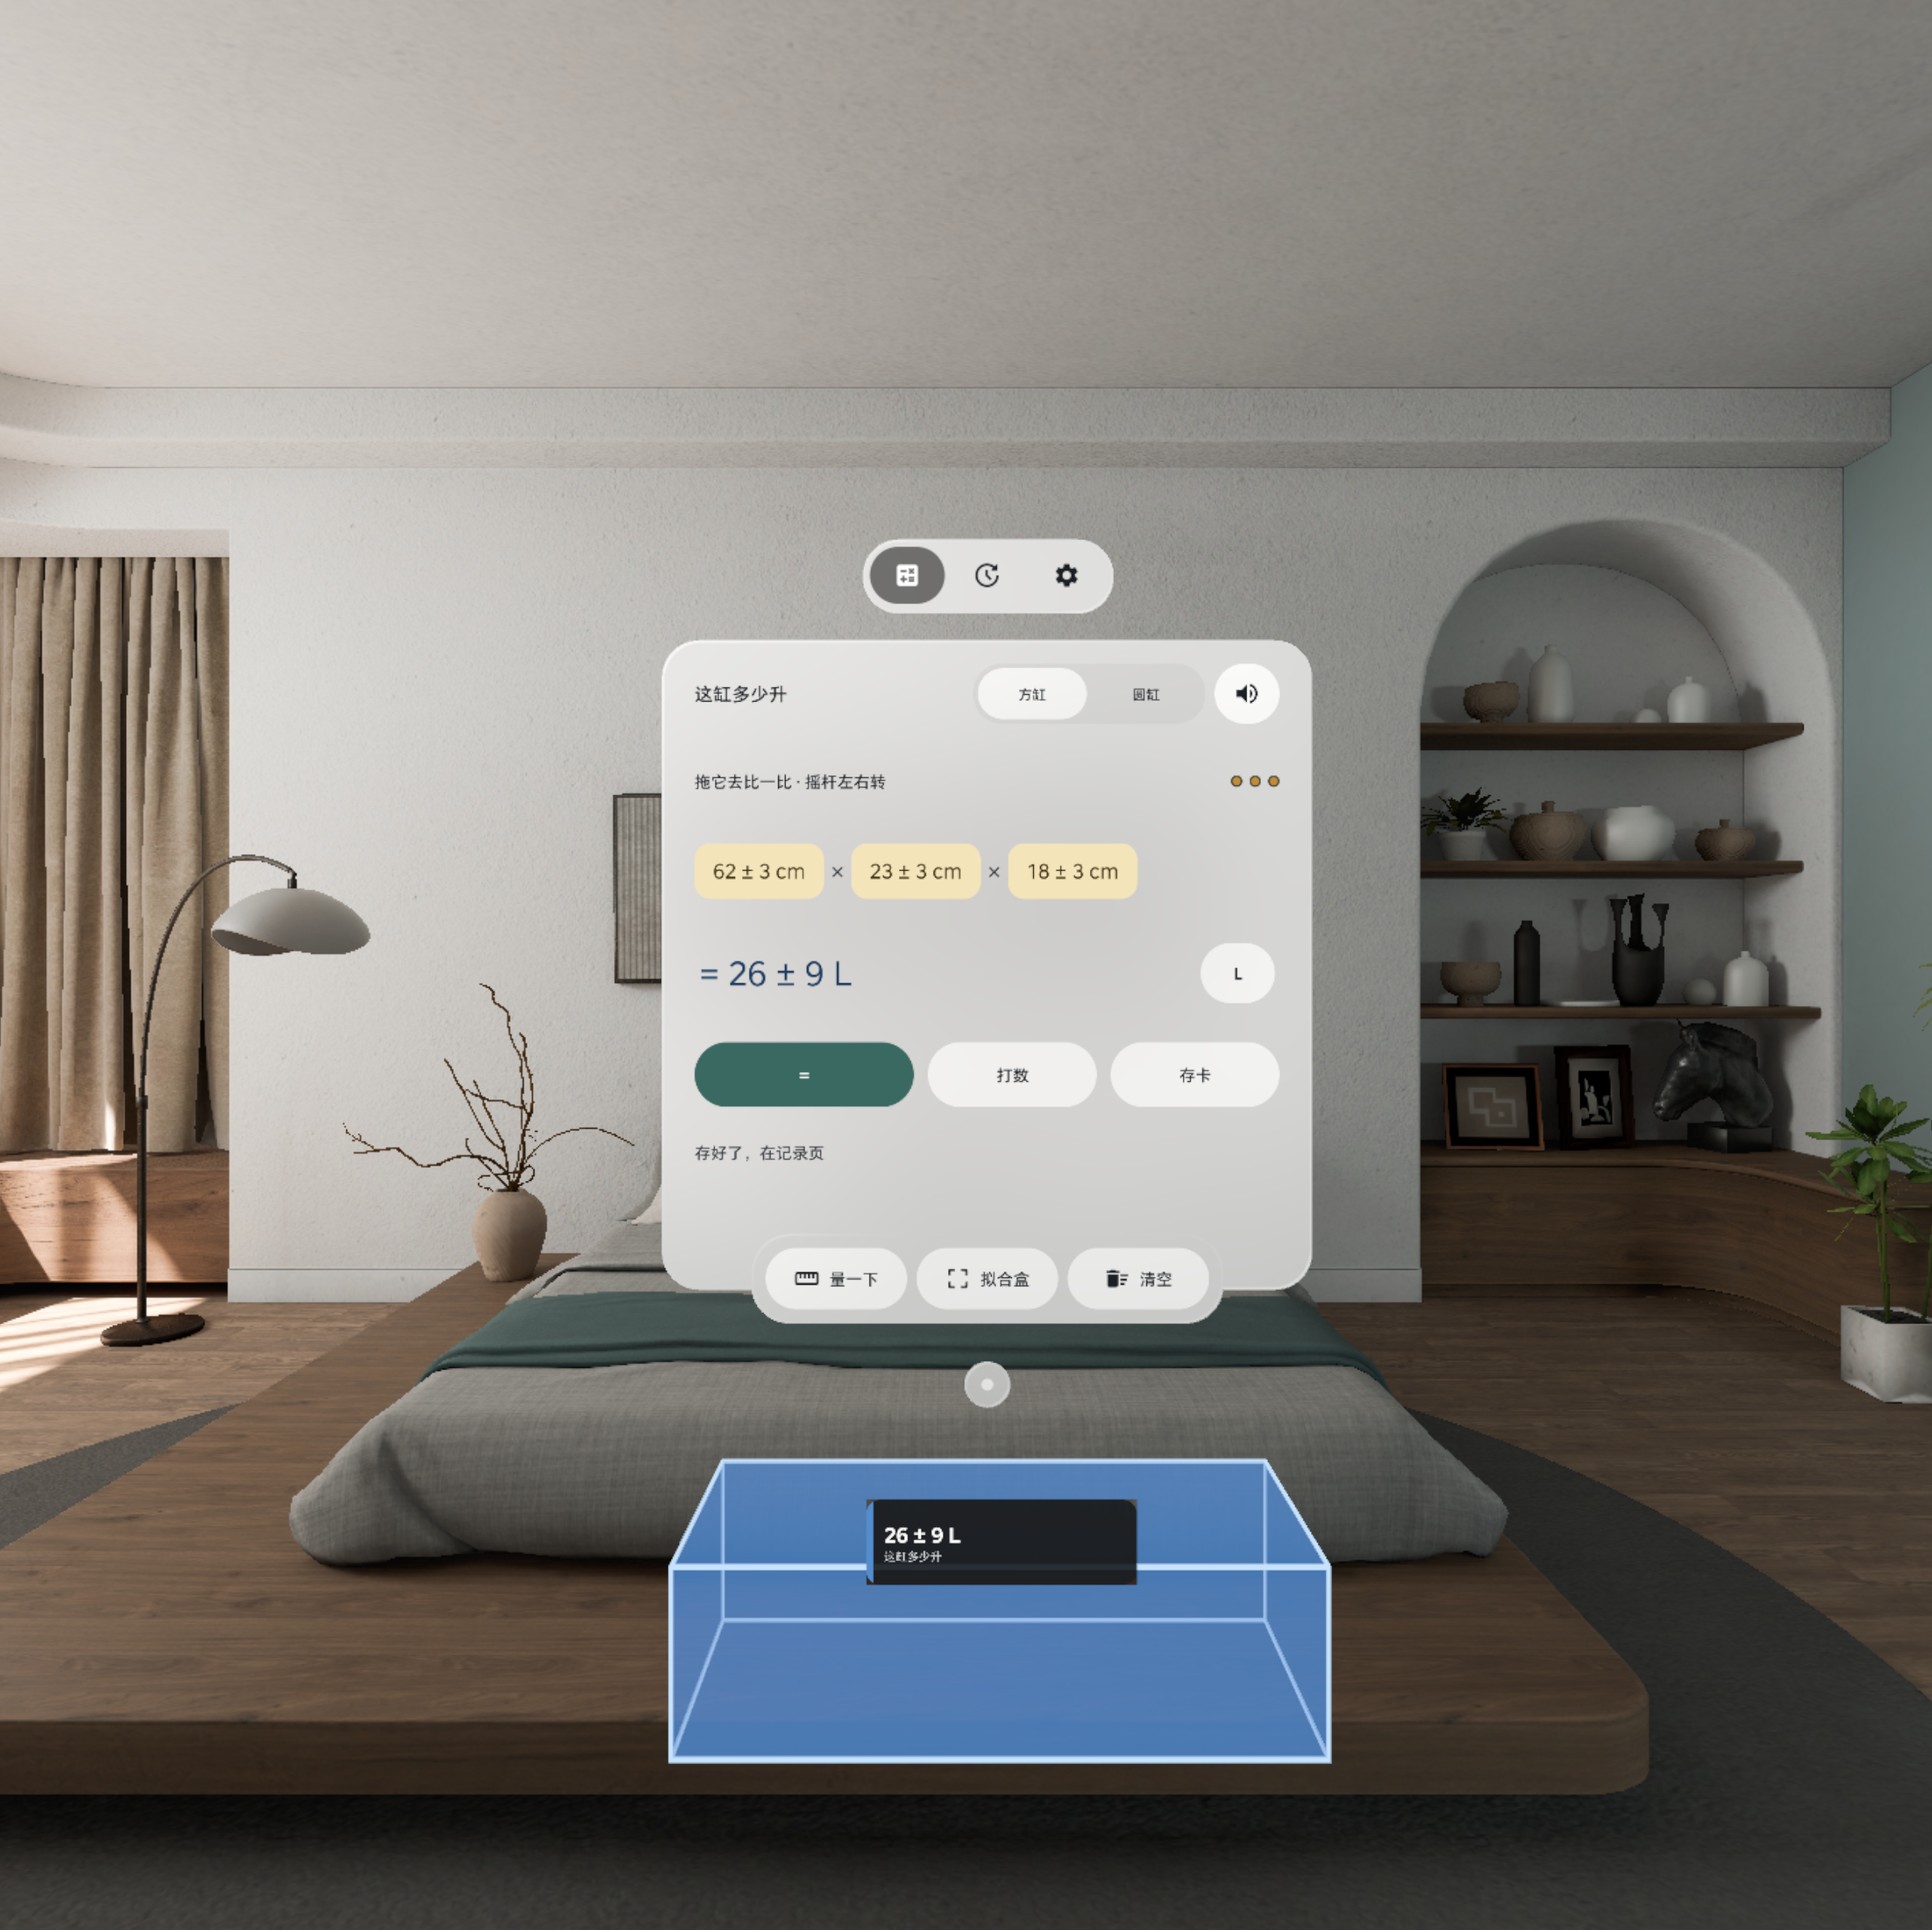 这缸多少升
方缸 圆缸
拖它去比一比 · 摇杆左右转
62 ± 3 cm × 23 ± 3 cm × 18 ± 3 cm
= 26 ± 9 L
L
= 打数 存卡
存好了，在记录页
量一下 拟合盒 清空
26 ± 9 L
这缸多少升